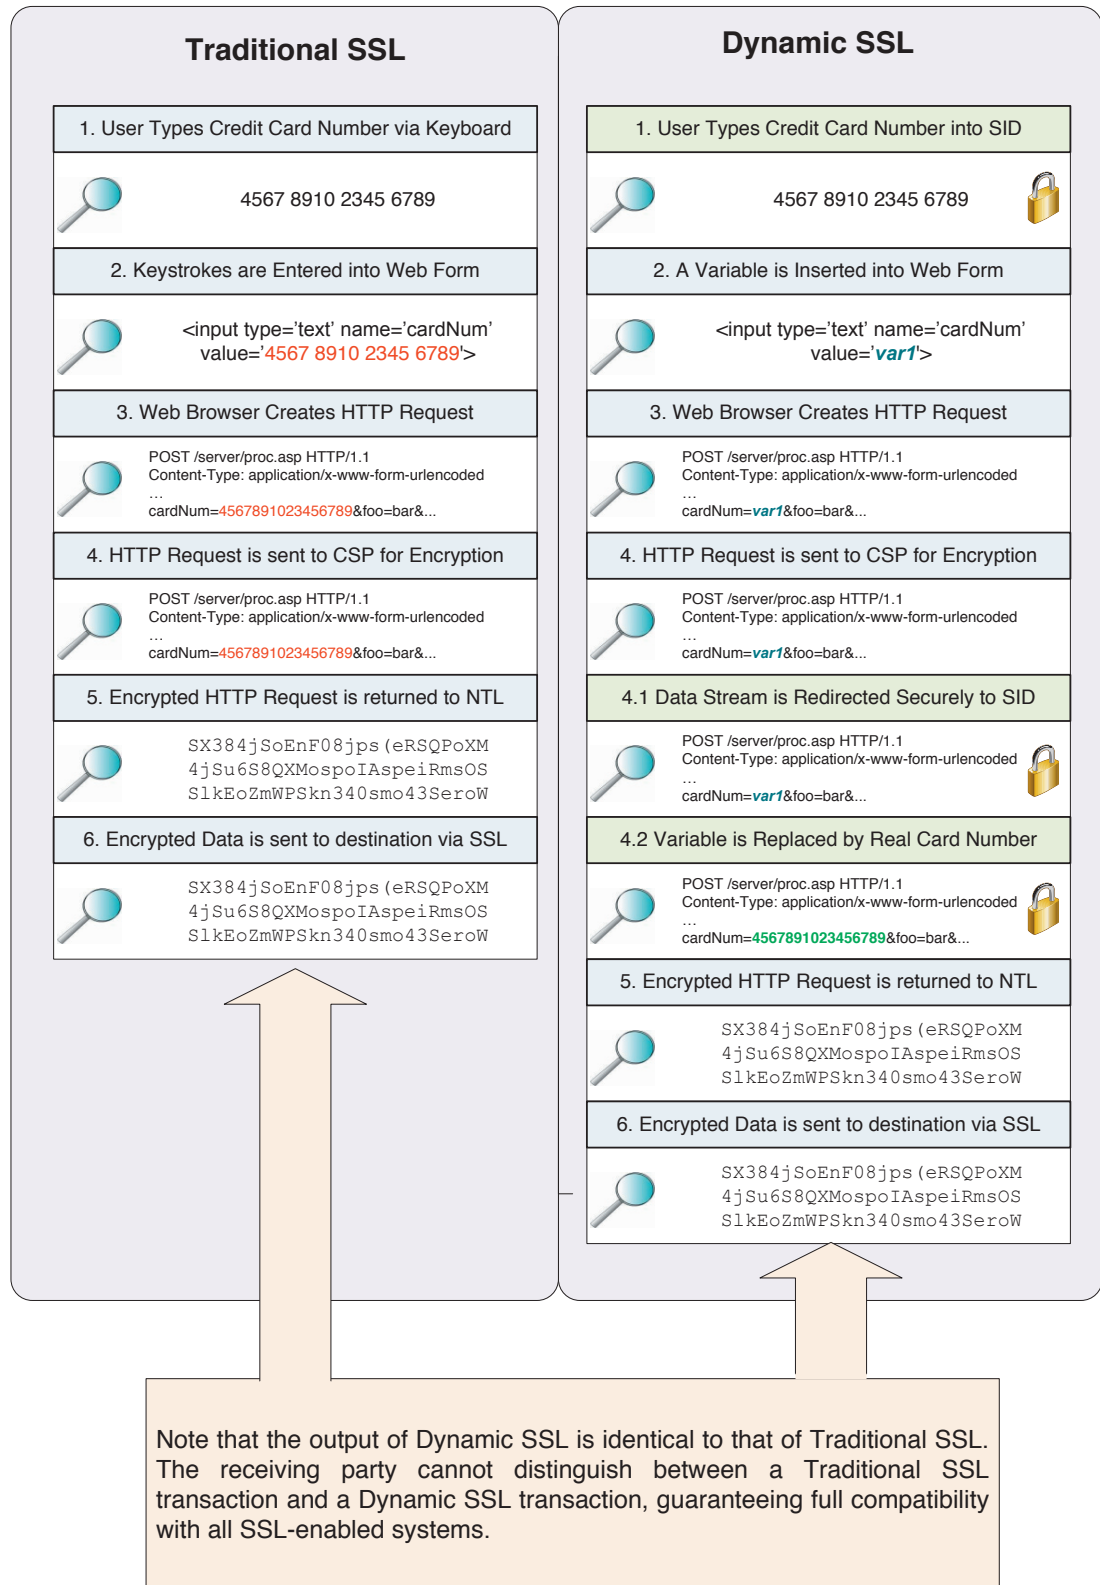 Traditional SSL
1. User Types Credit Card Number via Keyboard
4567 8910 2345 6789
2. Keystrokes are Entered into Web Form
<input type=’text’ name=’cardNum’
value=’4567 8910 2345 6789'>
3. Web Browser Creates HTTP Request
POST /server/proc.asp HTTP/1.1
Content-Type: application/x-www-form-urlencoded
…
cardNum=4567891023456789&foo=bar&...
4. HTTP Request is sent to CSP for Encryption
POST /server/proc.asp HTTP/1.1
Content-Type: application/x-www-form-urlencoded
…
cardNum=4567891023456789&foo=bar&...
5. Encrypted HTTP Request is returned to NTL
SX384jSoEnF08jps(eRSQPoXM
4jSu6S8QXMospoIAspeiRmsOS
SlkEoZmWPSkn340smo43SeroW
6. Encrypted Data is sent to destination via SSL
SX384jSoEnF08jps(eRSQPoXM
4jSu6S8QXMospoIAspeiRmsOS
SlkEoZmWPSkn340smo43SeroW
Dynamic SSL
1. User Types Credit Card Number into SID
4567 8910 2345 6789
2. A Variable is Inserted into Web Form
<input type=’text’ name=’cardNum’
value=’var1'>
3. Web Browser Creates HTTP Request
POST /server/proc.asp HTTP/1.1
Content-Type: application/x-www-form-urlencoded
…
cardNum=var1&foo=bar&...
4. HTTP Request is sent to CSP for Encryption
POST /server/proc.asp HTTP/1.1
Content-Type: application/x-www-form-urlencoded
…
cardNum=var1&foo=bar&...
4.1 Data Stream is Redirected Securely to SID
POST /server/proc.asp HTTP/1.1
Content-Type: application/x-www-form-urlencoded
…
cardNum=var1&foo=bar&...
4.2 Variable is Replaced by Real Card Number
POST /server/proc.asp HTTP/1.1
Content-Type: application/x-www-form-urlencoded
…
cardNum=4567891023456789&foo=bar&...
5. Encrypted HTTP Request is returned to NTL
SX384jSoEnF08jps(eRSQPoXM
4jSu6S8QXMospoIAspeiRmsOS
SlkEoZmWPSkn340smo43SeroW
6. Encrypted Data is sent to destination via SSL
SX384jSoEnF08jps(eRSQPoXM
4jSu6S8QXMospoIAspeiRmsOS
SlkEoZmWPSkn340smo43SeroW
Note that the output of Dynamic SSL is identical to that of Traditional SSL.
The receiving party cannot distinguish between a Traditional SSL
transaction and a Dynamic SSL transaction, guaranteeing full compatibility
with all SSL-enabled systems.